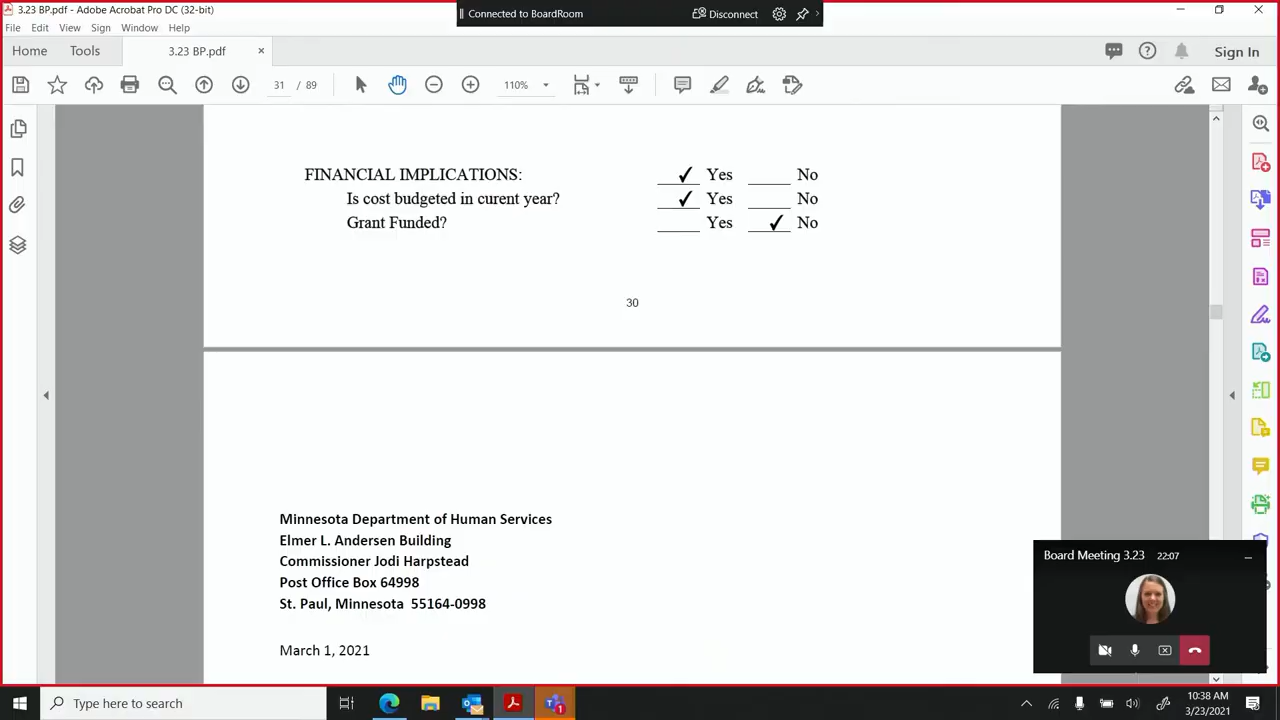 3.23 BP.pdf - Adobe Acrobat Pro DC (32-bit)
Connected to BoardRoom
Disconnect
File Edit View Sign Window Help
Home Tools 3.23 BP.pdf ×
Sign In
31 / 89
110%
FINANCIAL IMPLICATIONS: ✓ Yes ____ No
Is cost budgeted in curent year? ✓ Yes ____ No
Grant Funded? ____ Yes ✓ No
30
Minnesota Department of Human Services
Elmer L. Andersen Building
Commissioner Jodi Harpstead
Post Office Box 64998
St. Paul, Minnesota 55164-0998
March 1, 2021
Board Meeting 3.23 22:07
Type here to search
10:38 AM
3/23/2021